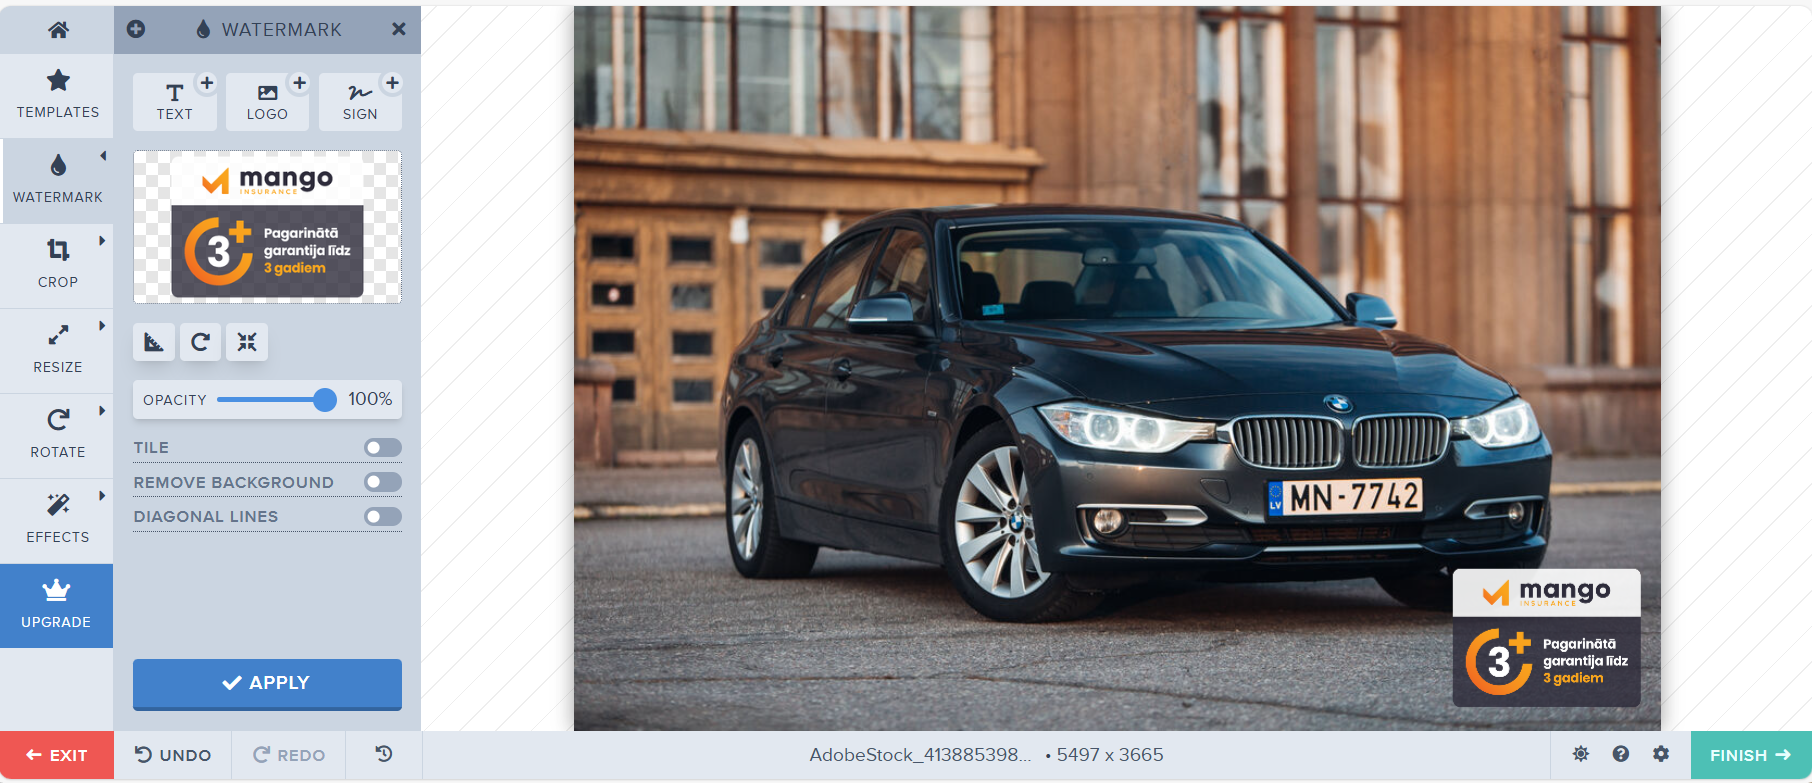 WATERMARK
TEMPLATES
WATERMARK
CROP
RESIZE
ROTATE
EFFECTS
UPGRADE
TEXT
LOGO
SIGN
mango
INSURANCE
3+
Pagarinātā
garantija līdz
3 gadiem
OPACITY 100%
TILE
REMOVE BACKGROUND
DIAGONAL LINES
APPLY
LV MN-7742
mango
INSURANCE
3+
Pagarinātā
garantija līdz
3 gadiem
EXIT
UNDO
REDO
AdobeStock_413885398... • 5497 x 3665
FINISH